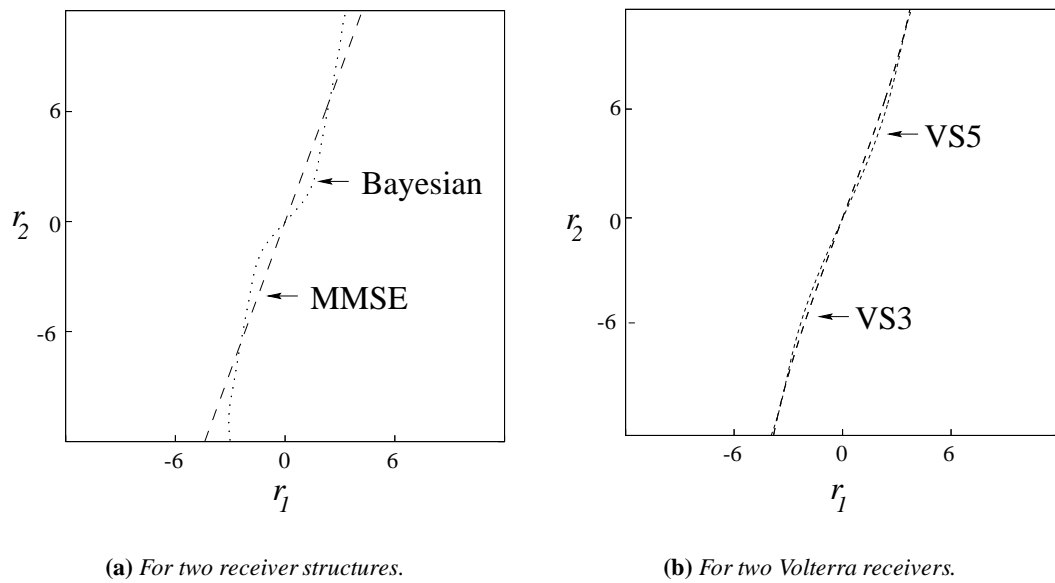 6
Bayesian
r2
0
MMSE
-6
-6
0
6
r1
(a) For two receiver structures.
6
VS5
r2
0
VS3
-6
-6
0
6
r1
(b) For two Volterra receivers.